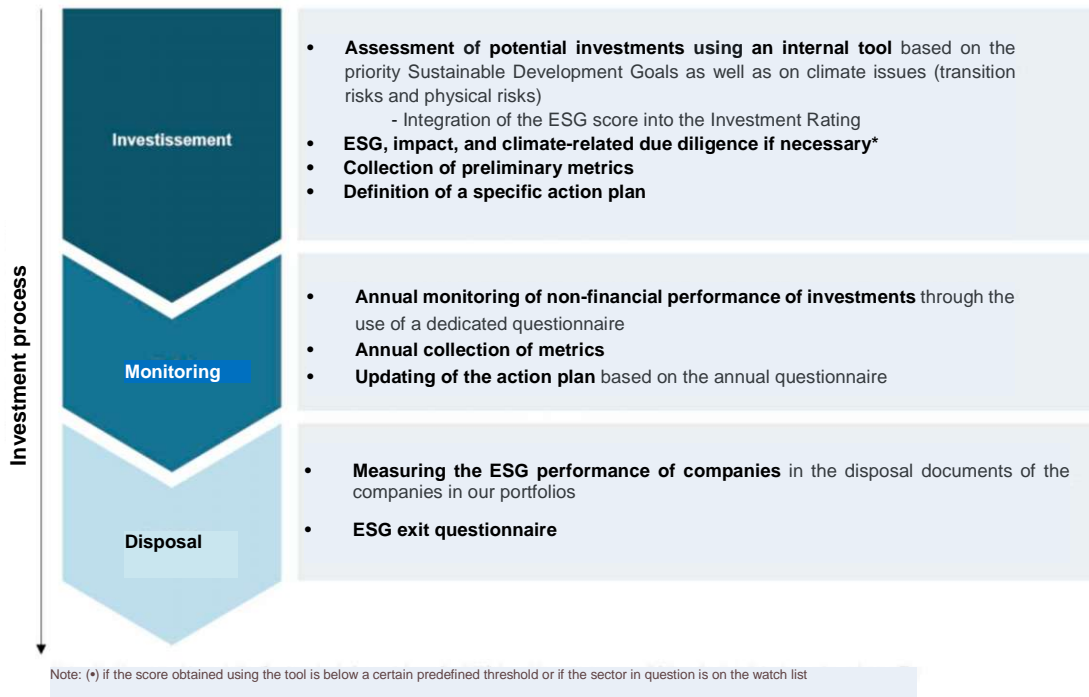 Investment process
Investissement
• Assessment of potential investments using an internal tool based on the
priority Sustainable Development Goals as well as on climate issues (transition
risks and physical risks)
- Integration of the ESG score into the Investment Rating
• ESG, impact, and climate-related due diligence if necessary*
• Collection of preliminary metrics
• Definition of a specific action plan
Monitoring
• Annual monitoring of non-financial performance of investments through the
use of a dedicated questionnaire
• Annual collection of metrics
• Updating of the action plan based on the annual questionnaire
Disposal
• Measuring the ESG performance of companies in the disposal documents of the
companies in our portfolios
• ESG exit questionnaire
Note: (•) if the score obtained using the tool is below a certain predefined threshold or if the sector in question is on the watch list